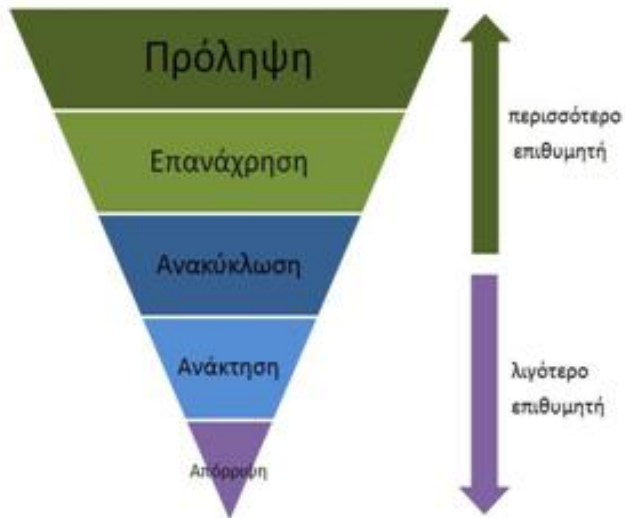 Πρόληψη
Επανάχρηση
Ανακύκλωση
Ανάκτηση
Απόρριψη
περισσότερο
επιθυμητή
λιγότερο
επιθυμητή